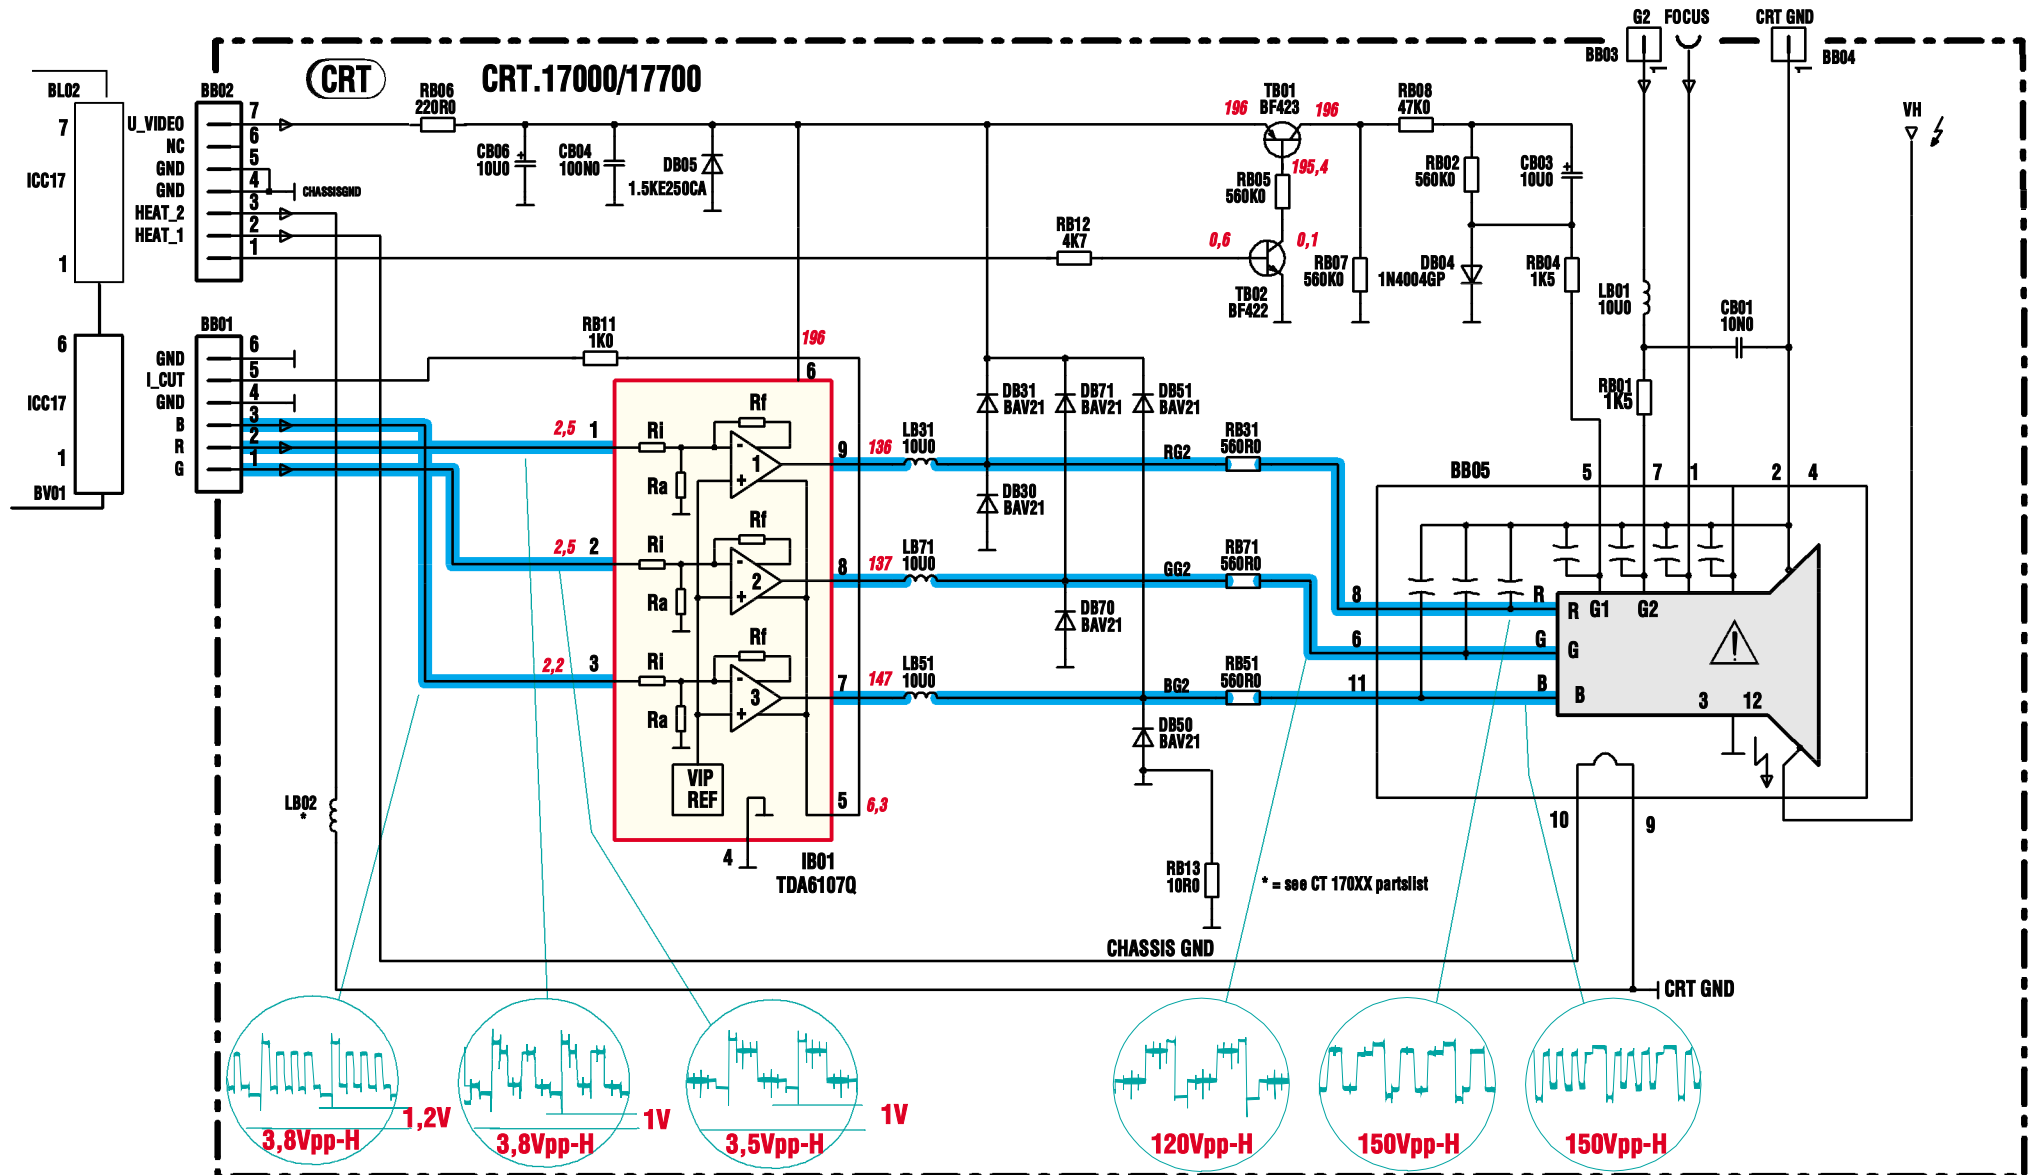 G2 FOCUS CRT GND
BB03 1 1 BB04
CRT
CRT.17000/17700
BL02
7
ICC17
1
BB02
U_VIDEO 7
NC 6
GND 5
GND 4 CHASSISGND
HEAT_2 3
HEAT_1 2
1
RB06
220R0
CB06
10U0
CB04
100N0
DB05
1.5KE250CA
TB01
BF423
196
196
195,4
RB05
560K0
RB08
47K0
RB02
560K0
CB03
10U0
VH
RB12
4K7
0,6
0,1
TB02
BF422
RB07
560K0
DB04
1N4004GP
RB04
1K5
LB01
10U0
CB01
10N0
RB01
1K5
6
ICC17
1
BV01
BB01
GND 6
I_CUT 5
GND 4
B 3
R 2
G 1
RB11
1K0
196
6
2,5 1
2,5 2
2,2 3
Ri
Rf
Ra
-
+
1
Ri
Rf
Ra
-
+
2
Ri
Rf
Ra
-
+
3
VIP
REF
4
5
6,3
IB01
TDA6107Q
9 136
8 137
7 147
LB31
10U0
LB71
10U0
LB51
10U0
DB31
BAV21
DB71
BAV21
DB51
BAV21
DB30
BAV21
DB70
BAV21
DB50
BAV21
RG2
GG2
BG2
RB31
560R0
RB71
560R0
RB51
560R0
RB13
10R0
BB05
5 7 1 2 4
8 R
6 G
11 B
R G1 G2
G
B
3 12
10 9
LB02
*
* = see CT 170XX partslist
CHASSIS GND
CRT GND
1,2V
3,8Vpp-H
1V
3,8Vpp-H
1V
3,5Vpp-H
120Vpp-H
150Vpp-H
150Vpp-H